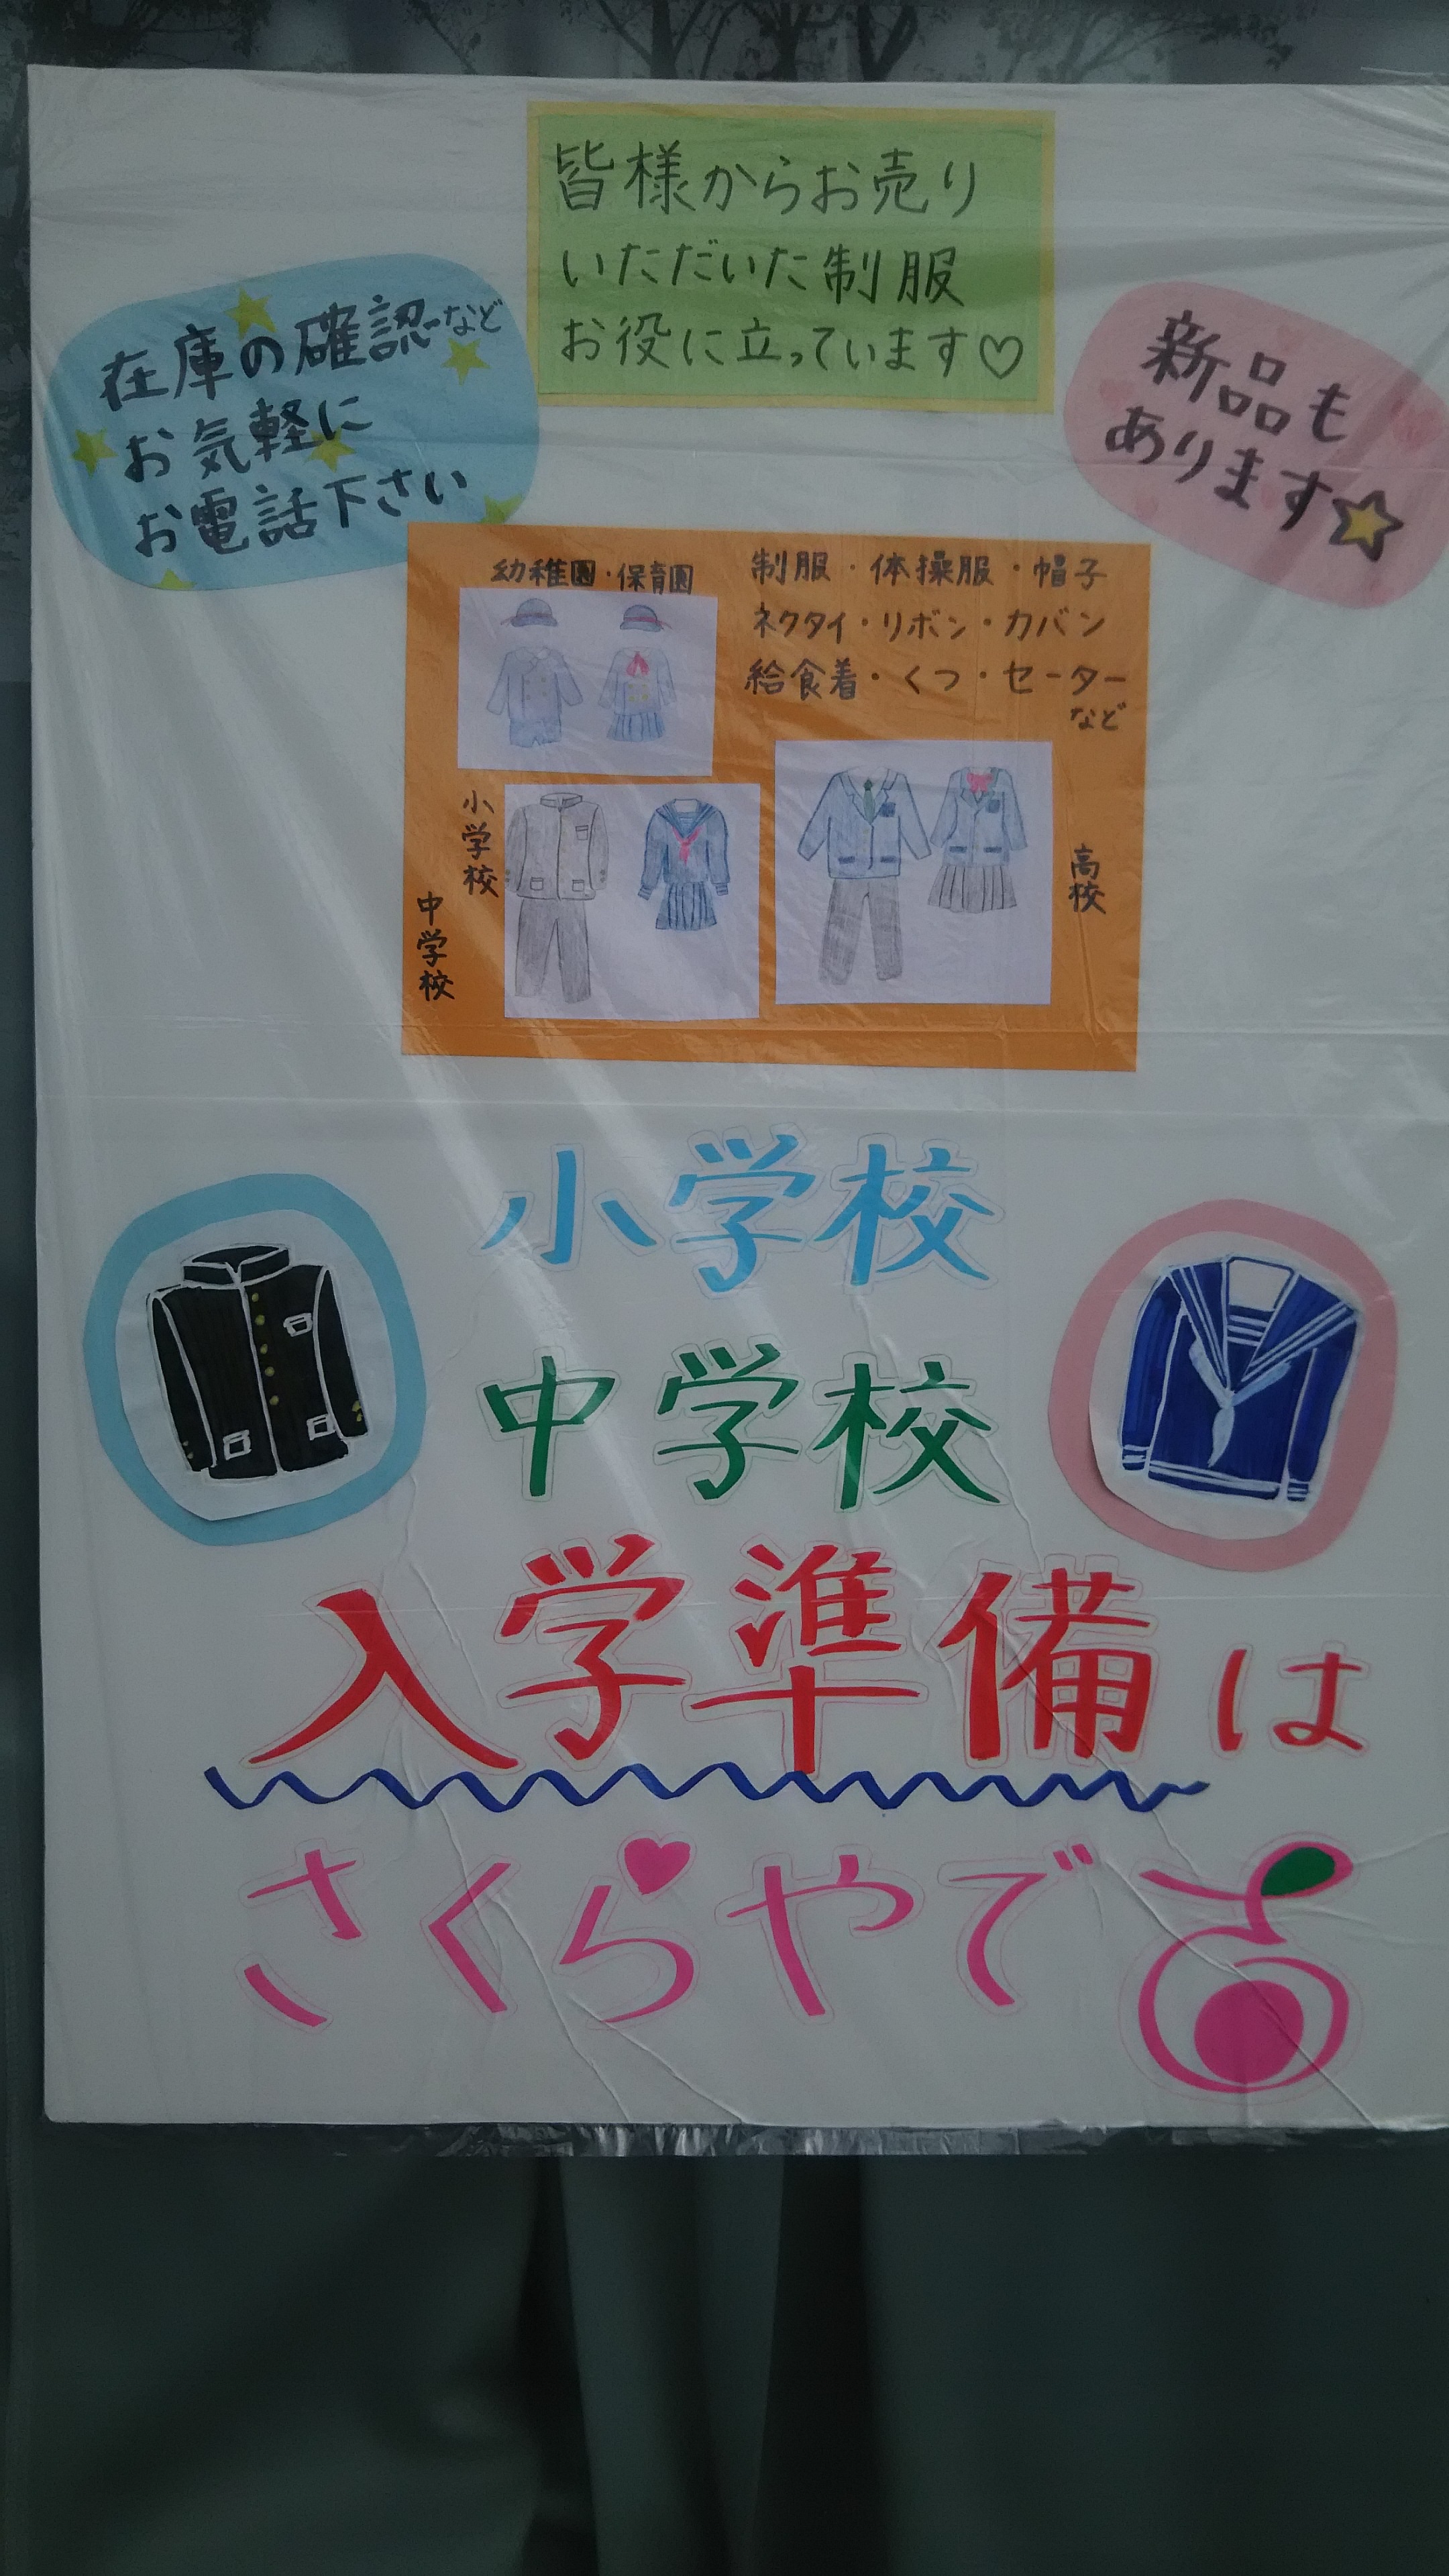 皆様からお売り
いただいた制服
お役に立っています♡
在庫の確認など
お気軽に
お電話下さい
新品も
あります☆
幼稚園・保育園
制服・体操服・帽子
ネクタイ・リボン・カバン
給食着・くつ・セーター
など
小学校
中学校
高校
小学校
中学校
入学準備は
さくらやで